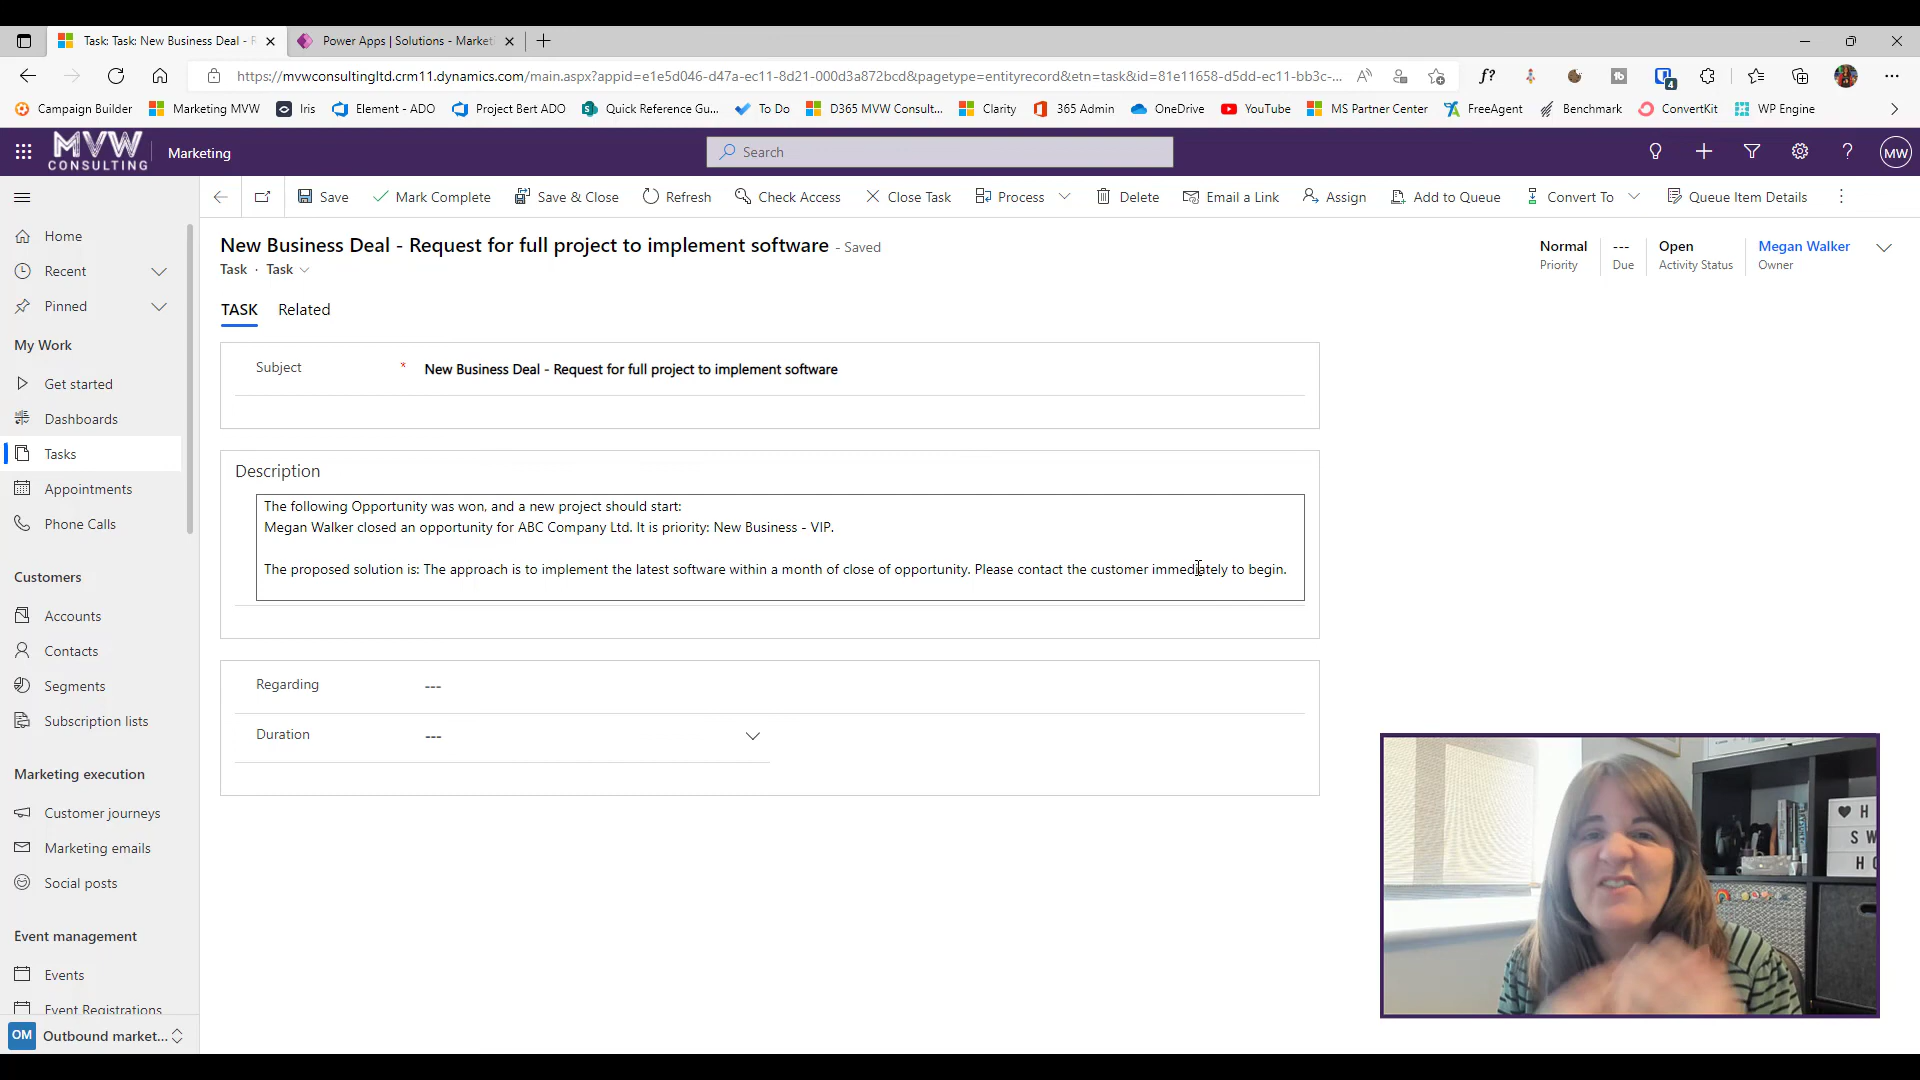 Task: Task: New Business Deal - R
Power Apps | Solutions - Market
https://mvwconsultingltd.crm11.dynamics.com/main.aspx?appid=e1e5d046-d47a-ec11-8d21-000d3a872bcd&pagetype=entityrecord&etn=task&id=81e11658-d5dd-ec11-bb3c-...
Campaign Builder
Marketing MVW
Iris
Element - ADO
Project Bert ADO
Quick Reference Gu...
To Do
D365 MVW Consult...
Clarity
365 Admin
OneDrive
YouTube
MS Partner Center
FreeAgent
Benchmark
ConvertKit
WP Engine
MVW
CONSULTING
Marketing
Search
MW
Save
Mark Complete
Save & Close
Refresh
Check Access
Close Task
Process
Delete
Email a Link
Assign
Add to Queue
Convert To
Queue Item Details
New Business Deal - Request for full project to implement software - Saved
Task · Task
Normal
Priority
---
Due
Open
Activity Status
Megan Walker
Owner
TASK
Related
Home
Recent
Pinned
My Work
Get started
Dashboards
Tasks
Appointments
Phone Calls
Customers
Accounts
Contacts
Segments
Subscription lists
Marketing execution
Customer journeys
Marketing emails
Social posts
Event management
Events
Event Registrations
OM
Outbound market...
Subject * New Business Deal - Request for full project to implement software
Description
The following Opportunity was won, and a new project should start:
Megan Walker closed an opportunity for ABC Company Ltd. It is priority: New Business - VIP.
The proposed solution is: The approach is to implement the latest software within a month of close of opportunity. Please contact the customer immediately to begin.
Regarding ---
Duration ---
H
S W
H O